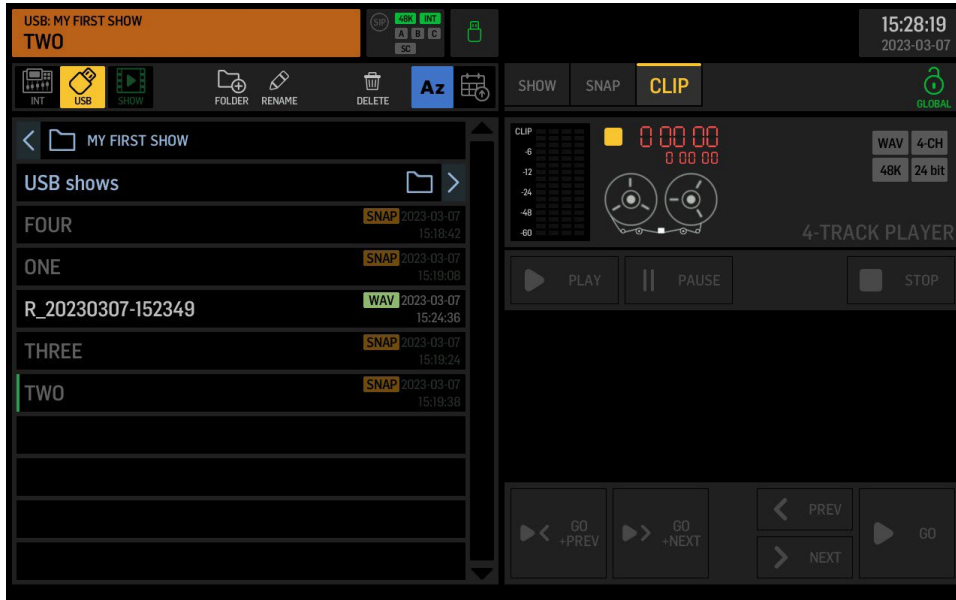 USB: MY FIRST SHOW
TWO
SIP
48K INT
A B C
SC
15:28:19
2023-03-07
INT
USB
SHOW
FOLDER
RENAME
DELETE
Az
SHOW
SNAP
CLIP
GLOBAL
MY FIRST SHOW
USB shows
FOUR
SNAP 2023-03-07
15:18:42
ONE
SNAP 2023-03-07
15:19:08
R_20230307-152349
WAV 2023-03-07
15:24:36
THREE
SNAP 2023-03-07
15:19:24
TWO
SNAP 2023-03-07
15:19:38
CLIP
-6
-12
-24
-48
-60
0 00 00
0 00 00
WAV 4-CH
48K 24 bit
4-TRACK PLAYER
PLAY
PAUSE
STOP
GO
+PREV
GO
+NEXT
PREV
NEXT
GO